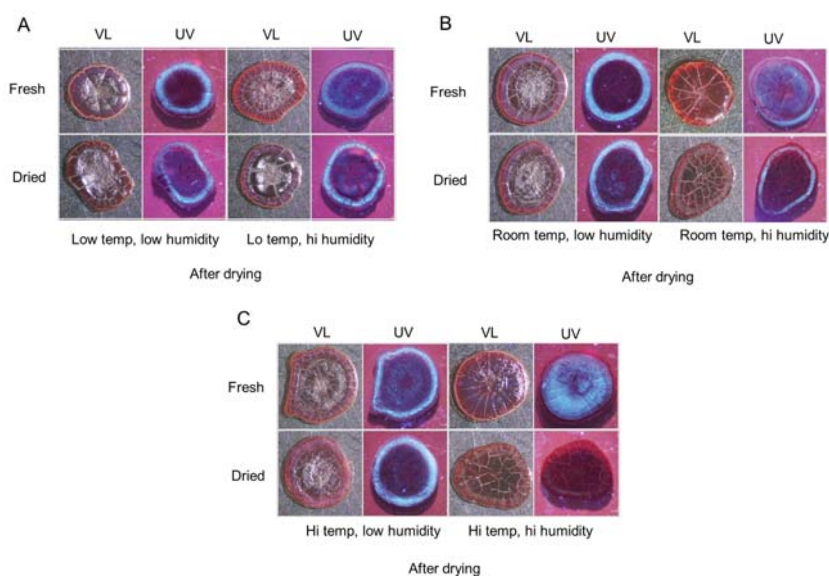 A
VL UV VL UV
Fresh
Dried
Low temp, low humidity Lo temp, hi humidity
After drying
B
VL UV VL UV
Fresh
Dried
Room temp, low humidity Room temp, hi humidity
After drying
C
VL UV VL UV
Fresh
Dried
Hi temp, low humidity Hi temp, hi humidity
After drying